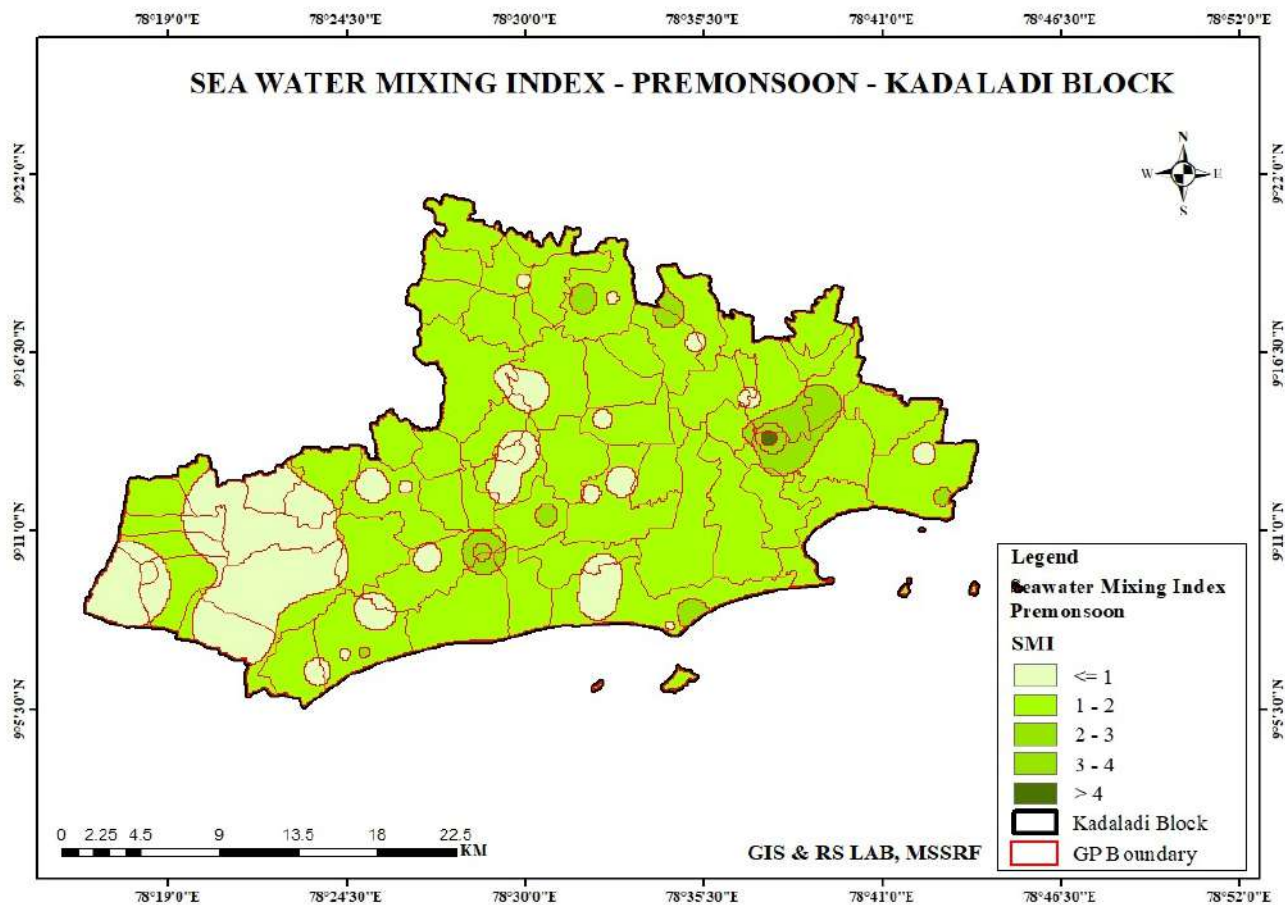 78°19'0"E 78°24'30"E 78°30'0"E 78°35'30"E 78°41'0"E 78°46'30"E 78°52'0"E
SEA WATER MIXING INDEX - PREMONSOON - KADALADI BLOCK
N
W E
S
9°22'0"N 9°22'0"N
9°16'30"N 9°16'30"N
9°11'0"N 9°11'0"N
9°5'30"N 9°5'30"N
Legend
Seawater Mixing Index
Premonsoon
SMI
<= 1
1 - 2
2 - 3
3 - 4
> 4
Kadaladi Block
GP Boundary
0 2.25 4.5 9 13.5 18 22.5
KM
GIS & RS LAB, MSSRF
78°19'0"E 78°24'30"E 78°30'0"E 78°35'30"E 78°41'0"E 78°46'30"E 78°52'0"E